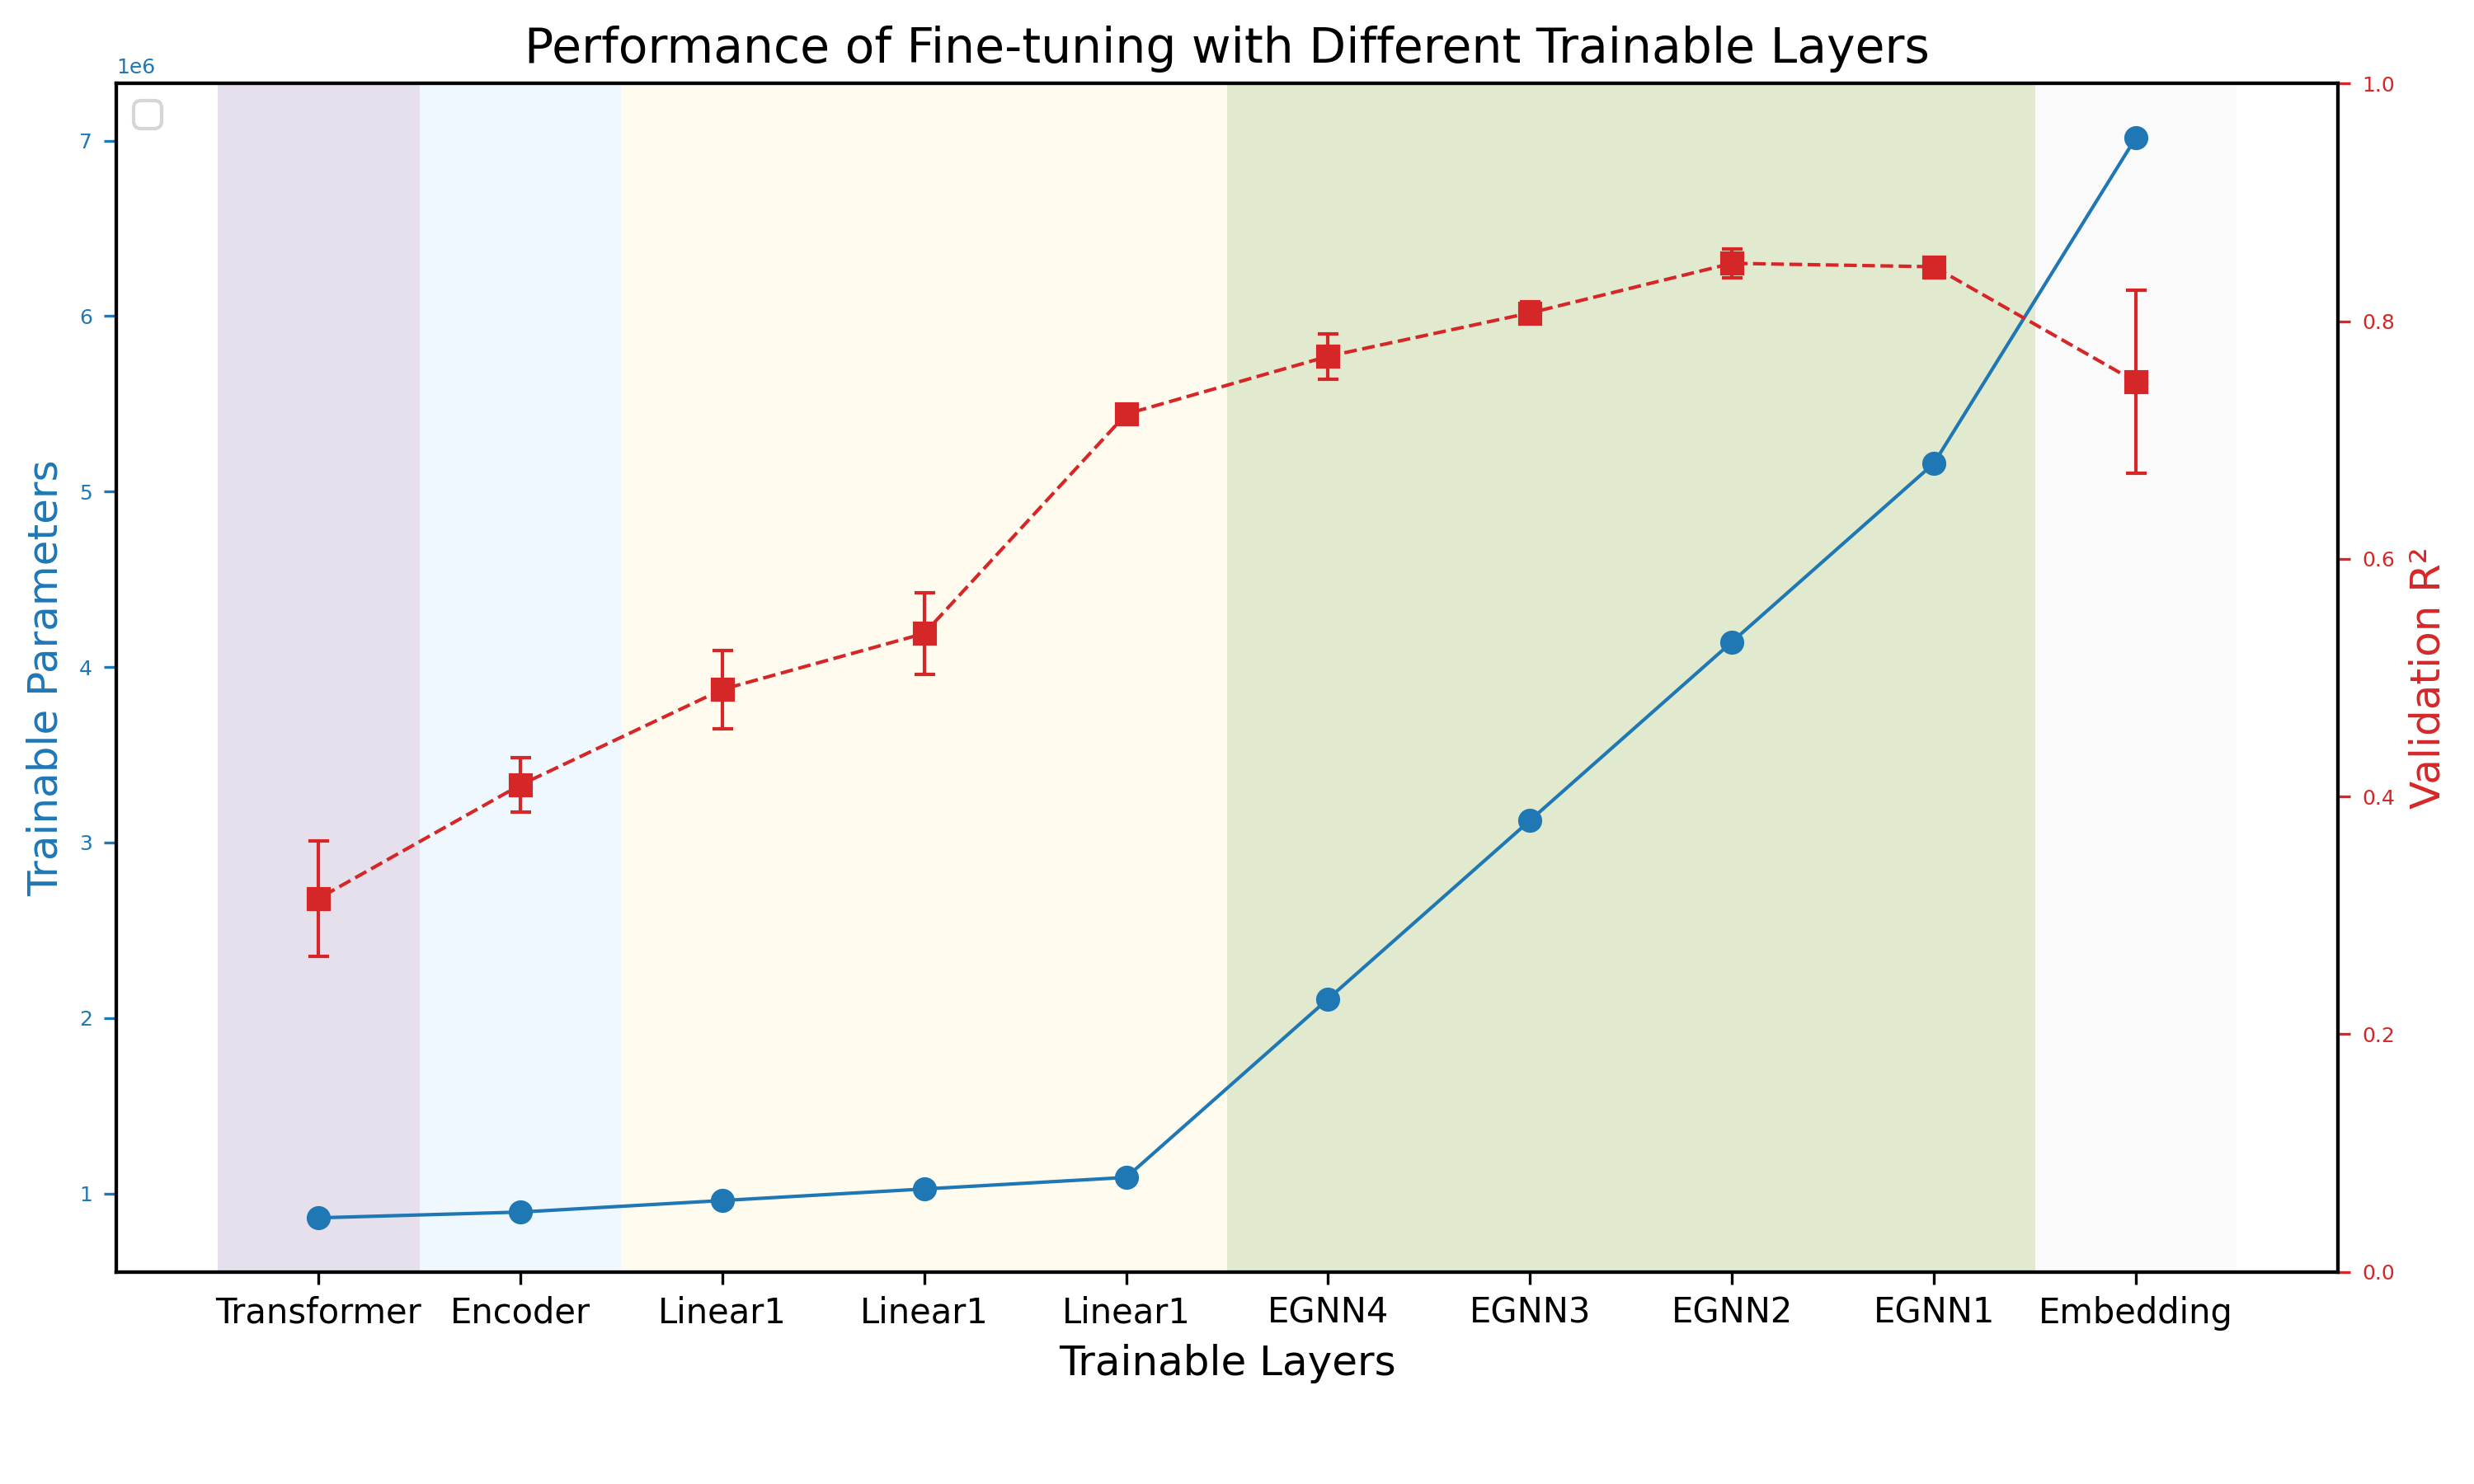 Performance of Fine-tuning with Different Trainable Layers
1e6
7
6
5
4
3
2
1
Trainable Parameters
1.0
0.8
0.6
0.4
0.2
0.0
Validation R²
Transformer Encoder Linear1 Linear1 Linear1 EGNN4 EGNN3 EGNN2 EGNN1 Embedding
Trainable Layers